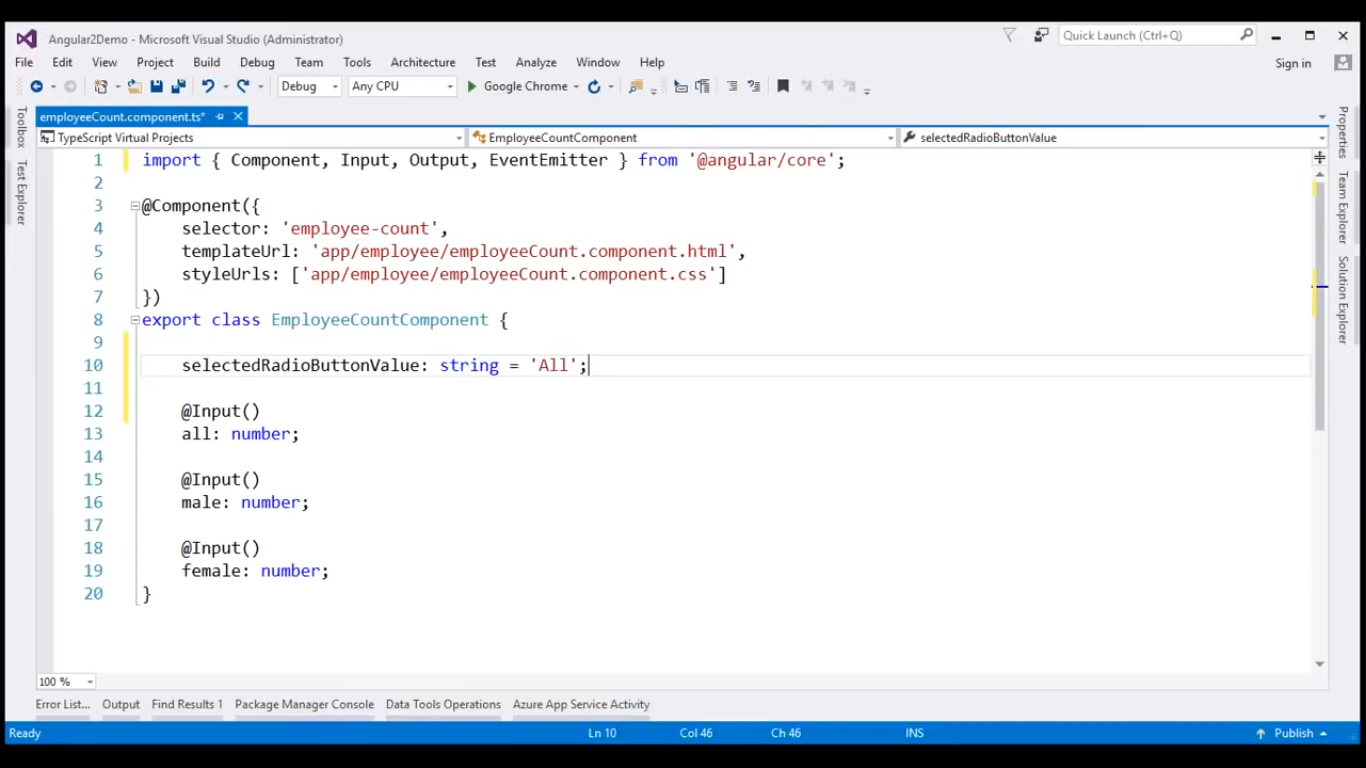 Angular2Demo - Microsoft Visual Studio (Administrator)
Quick Launch (Ctrl+Q)
File Edit View Project Build Debug Team Tools Architecture Test Analyze Window Help
Sign in
Debug Any CPU Google Chrome
employeeCount.component.ts*
TypeScript Virtual Projects EmployeeCountComponent selectedRadioButtonValue
Toolbox
Test Explorer
1 import { Component, Input, Output, EventEmitter } from '@angular/core';
2
3 @Component({
4 selector: 'employee-count',
5 templateUrl: 'app/employee/employeeCount.component.html',
6 styleUrls: ['app/employee/employeeCount.component.css']
7 })
8 export class EmployeeCountComponent {
9
10 selectedRadioButtonValue: string = 'All';
11
12 @Input()
13 all: number;
14
15 @Input()
16 male: number;
17
18 @Input()
19 female: number;
20 }
Properties
Team Explorer
Solution Explorer
100 %
Error List... Output Find Results 1 Package Manager Console Data Tools Operations Azure App Service Activity
Ready Ln 10 Col 46 Ch 46 INS Publish